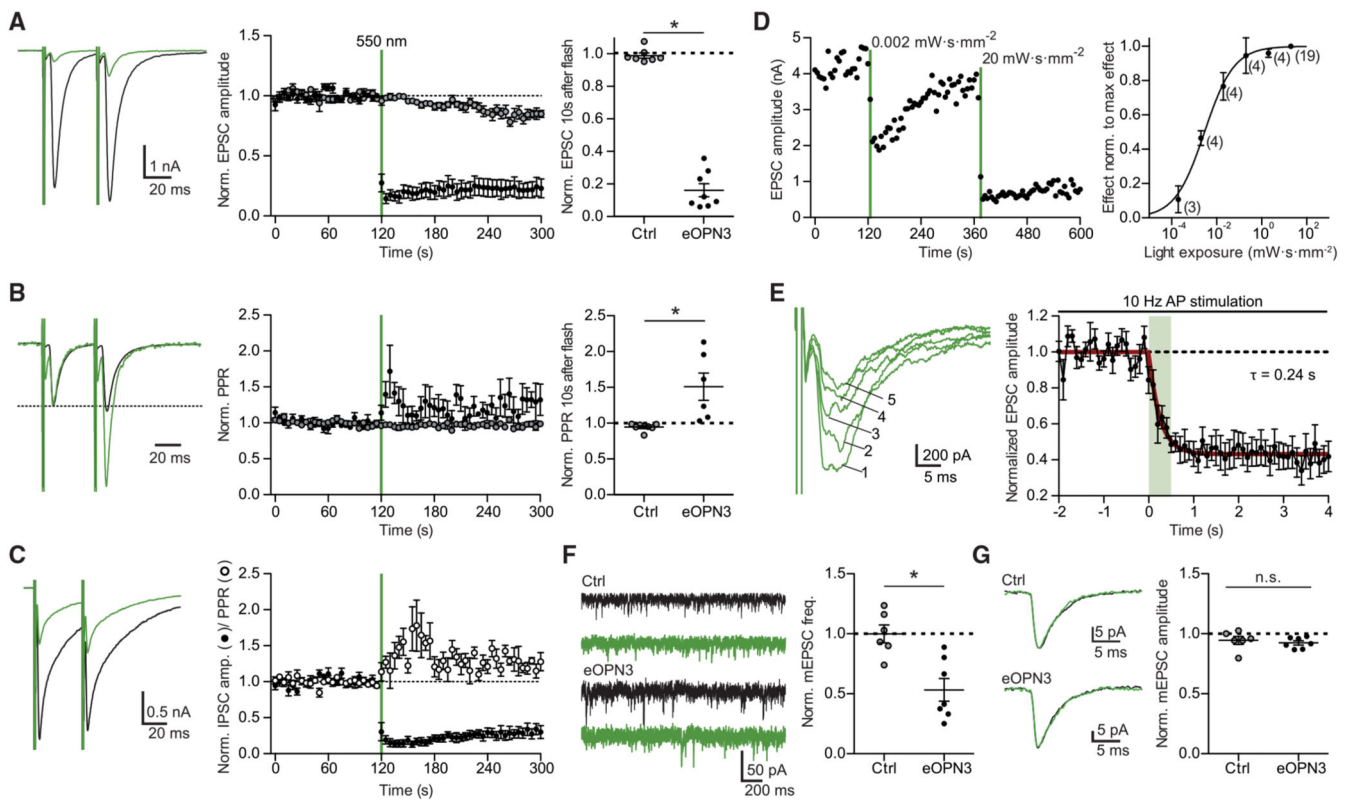 A
1 nA
20 ms
Norm. EPSC amplitude
1.5
1.0
0.5
0.0
550 nm
0 60 120 180 240 300
Time (s)
Norm. EPSC 10s after flash
1.0
0.8
0.6
0.4
0.2
0.0
*
Ctrl eOPN3
D
EPSC amplitude (nA)
5
4
3
2
1
0
0.002 mW·s·mm-2
20 mW·s·mm-2
0 120 240 360 480 600
Time (s)
Effect norm. to max effect
1.0
0.8
0.6
0.4
0.2
0.0
(3)
(4)
(4)
(4)
(4)
(19)
10-4 10-2 100 102
Light exposure (mW·s·mm-2)
B
20 ms
Norm. PPR
2.5
2.0
1.5
1.0
0.5
0.0
0 60 120 180 240 300
Time (s)
Norm. PPR 10s after flash
2.5
2.0
1.5
1.0
0.5
0.0
*
Ctrl eOPN3
E
1
2
3
4
5
200 pA
5 ms
10 Hz AP stimulation
Normalized EPSC amplitude
1.2
1.0
0.8
0.6
0.4
0.2
τ = 0.24 s
-2 -1 0 1 2 3 4
Time (s)
C
0.5 nA
20 ms
Norm. IPSC amp. (●)/ PPR (○)
2.5
2.0
1.5
1.0
0.5
0.0
0 60 120 180 240 300
Time (s)
F
Ctrl
eOPN3
50 pA
200 ms
Norm. mEPSC freq.
1.5
1.0
0.5
0.0
*
Ctrl eOPN3
G
Ctrl
5 pA
5 ms
eOPN3
5 pA
5 ms
Norm. mEPSC amplitude
1.5
1.0
0.5
0.0
n.s.
Ctrl eOPN3